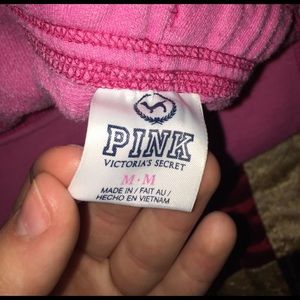 PINK
VICTORIA'S SECRET
M · M
MADE IN / FAIT AU /
HECHO EN VIETNAM